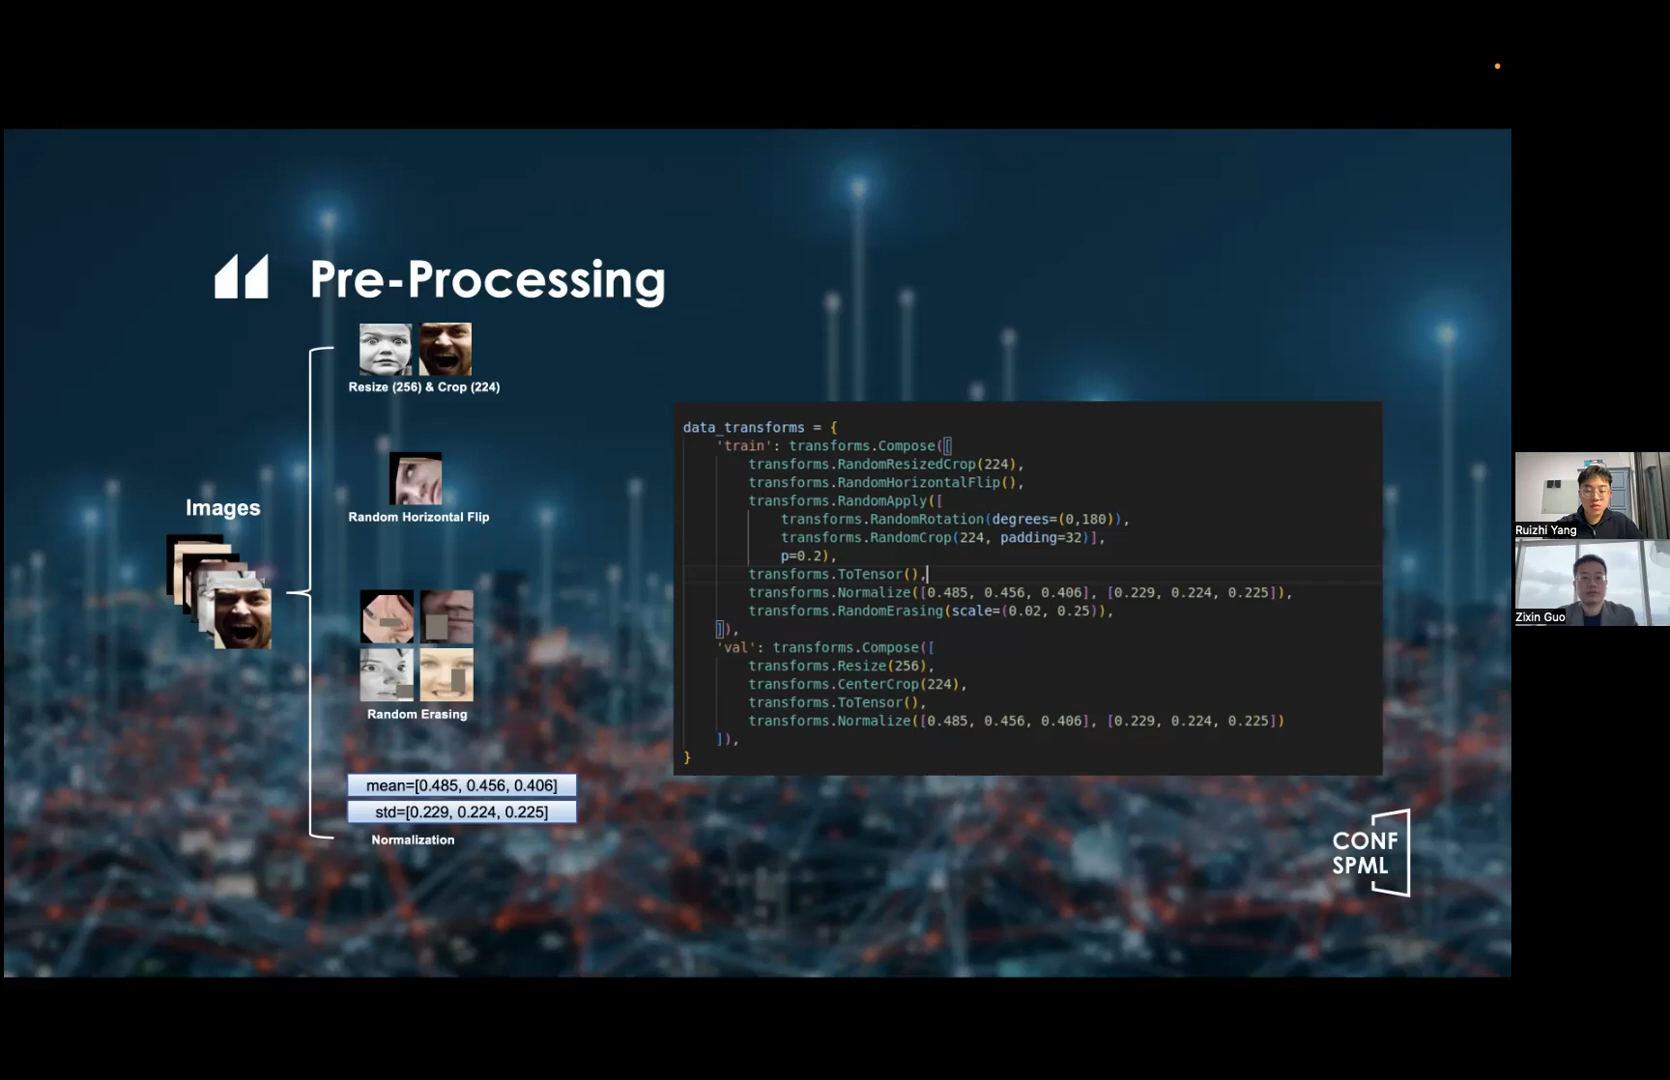 Pre-Processing
Resize (256) & Crop (224)
Random Horizontal Flip
Images
Random Erasing
mean=[0.485, 0.456, 0.406]
std=[0.229, 0.224, 0.225]
Normalization
data_transforms = {
'train': transforms.Compose([
transforms.RandomResizedCrop(224),
transforms.RandomHorizontalFlip(),
transforms.RandomApply([
transforms.RandomRotation(degrees=(0,180)),
transforms.RandomCrop(224, padding=32)],
p=0.2),
transforms.ToTensor(),
transforms.Normalize([0.485, 0.456, 0.406], [0.229, 0.224, 0.225]),
transforms.RandomErasing(scale=(0.02, 0.25)),
]),
'val': transforms.Compose([
transforms.Resize(256),
transforms.CenterCrop(224),
transforms.ToTensor(),
transforms.Normalize([0.485, 0.456, 0.406], [0.229, 0.224, 0.225])
]),
}
CONF
SPML
Ruizhi Yang
Zixin Guo